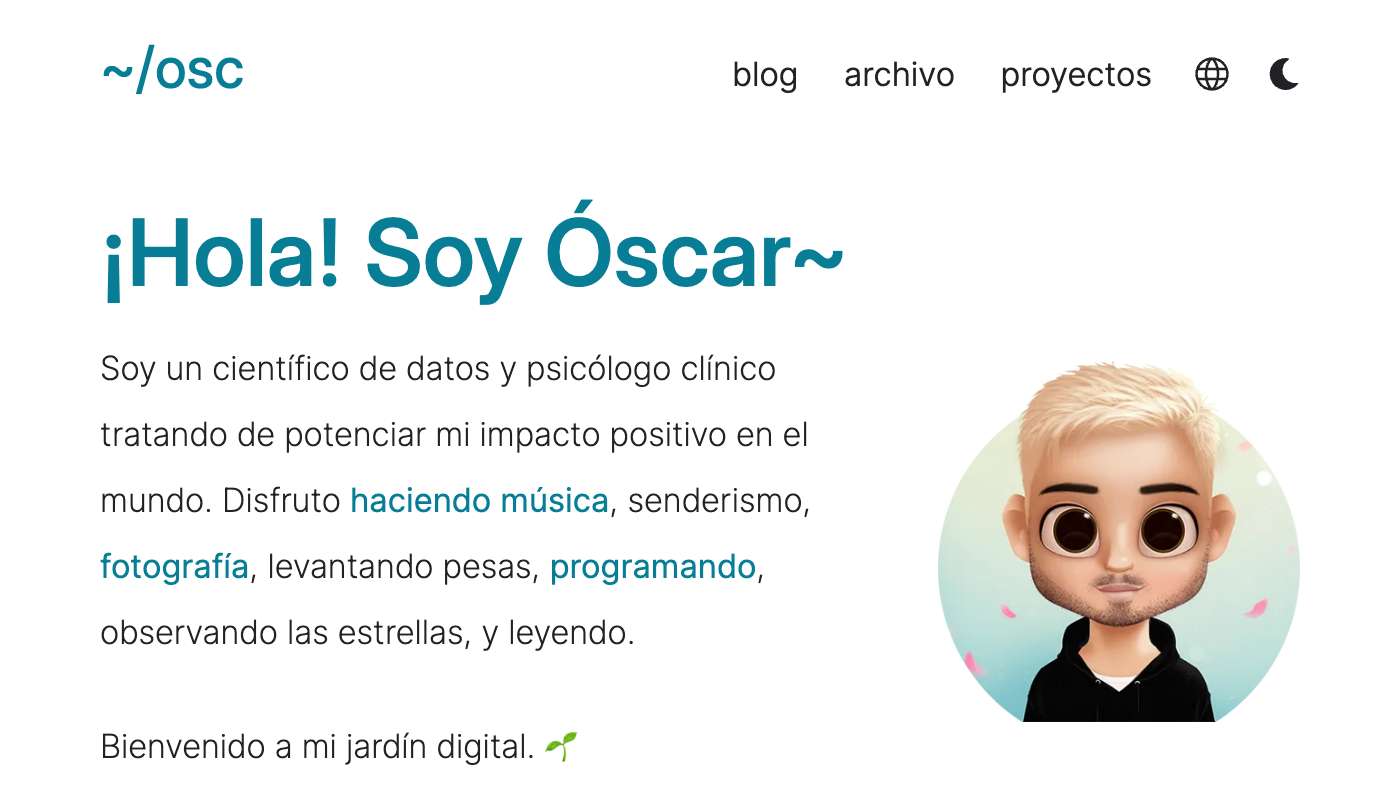 ~/osc
blog archivo proyectos
¡Hola! Soy Óscar~
Soy un científico de datos y psicólogo clínico
tratando de potenciar mi impacto positivo en el
mundo. Disfruto haciendo música, senderismo,
fotografía, levantando pesas, programando,
observando las estrellas, y leyendo.
Bienvenido a mi jardín digital. 🌱